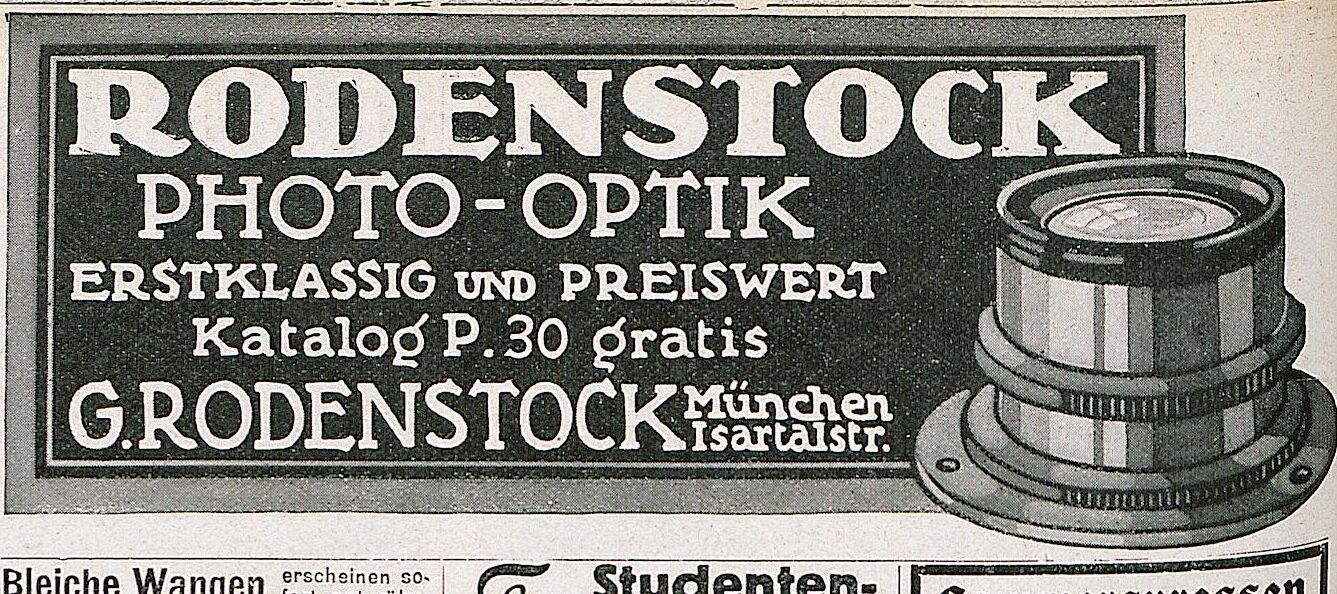 RODENSTOCK
PHOTO-OPTIK
ERSTKLASSIG UND PREISWERT
Katalog P.30 gratis
G.RODENSTOCK München
Isartalstr.
Bleiche Wangen erscheinen so-
Studenten-